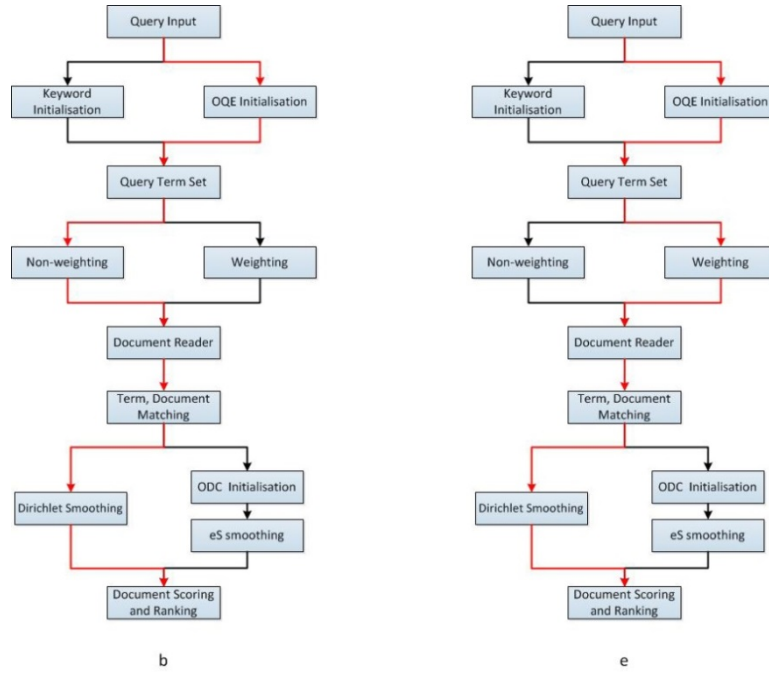 Query Input
Keyword
Initialisation
OQE Initialisation
Query Term Set
Non-weighting
Weighting
Document Reader
Term, Document
Matching
ODC Initialisation
Dirichlet Smoothing
eS smoothing
Document Scoring
and Ranking
b
Query Input
Keyword
Initialisation
OQE Initialisation
Query Term Set
Non-weighting
Weighting
Document Reader
Term, Document
Matching
ODC Initialisation
Dirichlet Smoothing
eS smoothing
Document Scoring
and Ranking
e